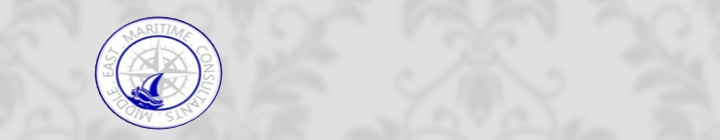 MIDDLE EAST . MARITIME . CONSULTANTS .